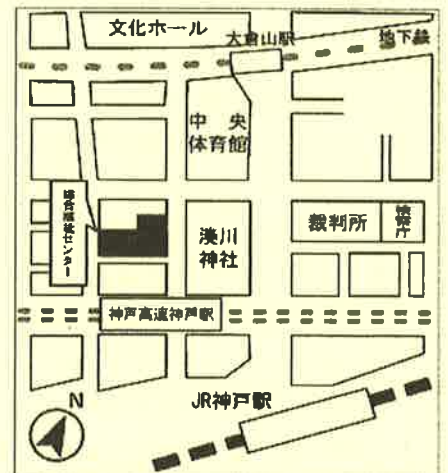 文化ホール
大倉山駅
地下鉄
中央
体育館
総合福祉センター
湊川
神社
裁判所
検察庁
神戸高速神戸駅
JR神戸駅
N